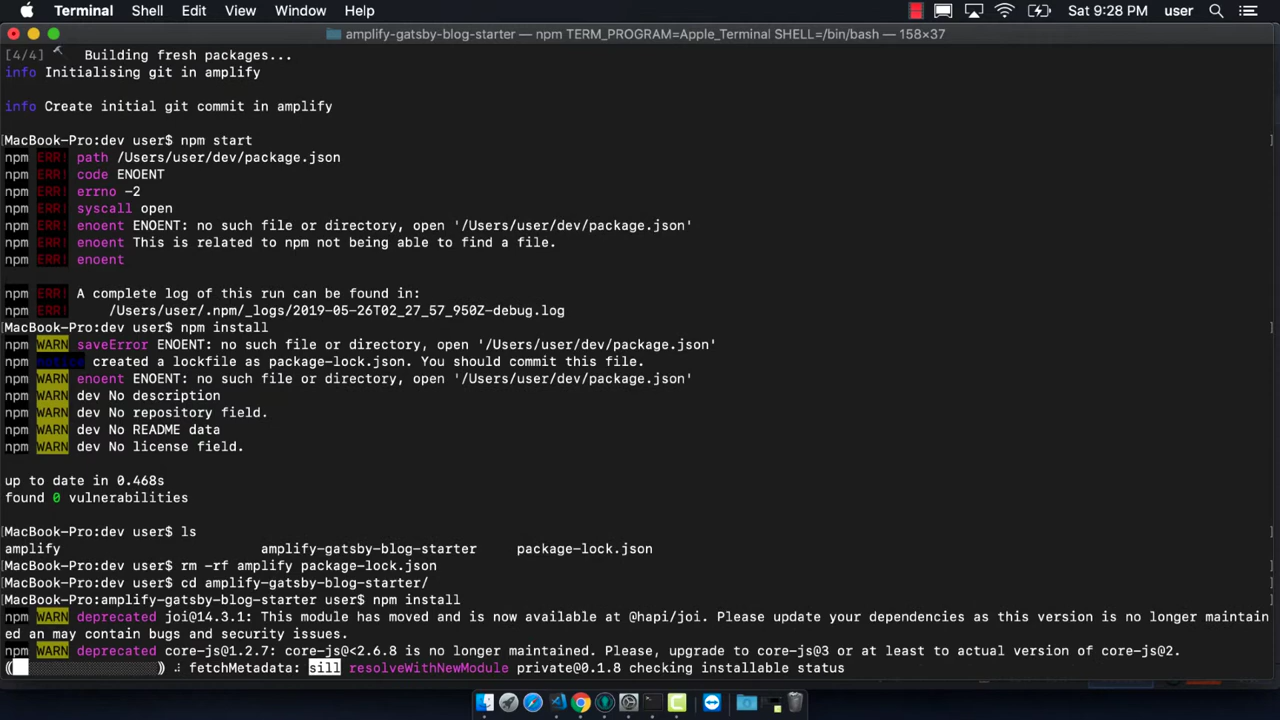 Terminal Shell Edit View Window Help Sat 9:28 PM user
amplify-gatsby-blog-starter — npm TERM_PROGRAM=Apple_Terminal SHELL=/bin/bash — 158×37
[4/4] Building fresh packages...
info Initialising git in amplify
info Create initial git commit in amplify
[MacBook-Pro:dev user$ npm start ]
npm ERR! path /Users/user/dev/package.json
npm ERR! code ENOENT
npm ERR! errno -2
npm ERR! syscall open
npm ERR! enoent ENOENT: no such file or directory, open '/Users/user/dev/package.json'
npm ERR! enoent This is related to npm not being able to find a file.
npm ERR! enoent
npm ERR! A complete log of this run can be found in:
npm ERR! /Users/user/.npm/_logs/2019-05-26T02_27_57_950Z-debug.log
[MacBook-Pro:dev user$ npm install ]
npm WARN saveError ENOENT: no such file or directory, open '/Users/user/dev/package.json'
npm notice created a lockfile as package-lock.json. You should commit this file.
npm WARN enoent ENOENT: no such file or directory, open '/Users/user/dev/package.json'
npm WARN dev No description
npm WARN dev No repository field.
npm WARN dev No README data
npm WARN dev No license field.
up to date in 0.468s
found 0 vulnerabilities
[MacBook-Pro:dev user$ ls ]
amplify amplify-gatsby-blog-starter package-lock.json
[MacBook-Pro:dev user$ rm -rf amplify package-lock.json ]
[MacBook-Pro:dev user$ cd amplify-gatsby-blog-starter/ ]
[MacBook-Pro:amplify-gatsby-blog-starter user$ npm install ]
npm WARN deprecated joi@14.3.1: This module has moved and is now available at @hapi/joi. Please update your dependencies as this version is no longer maintain
ed an may contain bugs and security issues.
npm WARN deprecated core-js@1.2.7: core-js@<2.6.8 is no longer maintained. Please, upgrade to core-js@3 or at least to actual version of core-js@2.
fetchMetadata: sill resolveWithNewModule private@0.1.8 checking installable status